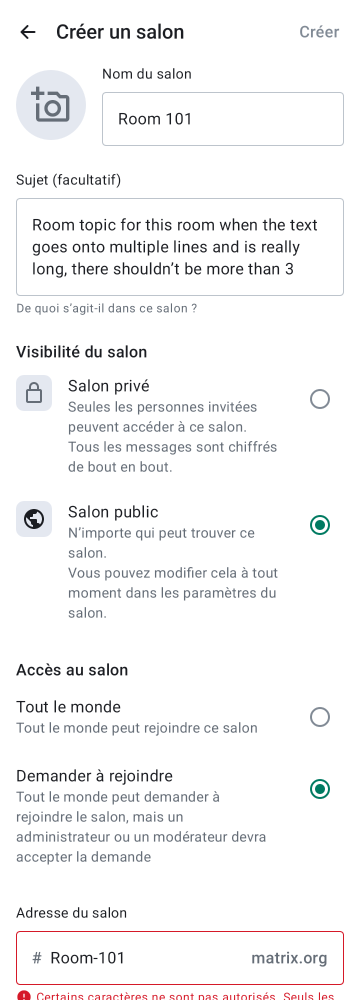 Créer un salon
Créer
Nom du salon
Room 101
Sujet (facultatif)
Room topic for this room when the text
goes onto multiple lines and is really
long, there shouldn’t be more than 3
De quoi s’agit-il dans ce salon ?
Visibilité du salon
Salon privé
Seules les personnes invitées
peuvent accéder à ce salon.
Tous les messages sont chiffrés
de bout en bout.
Salon public
N’importe qui peut trouver ce
salon.
Vous pouvez modifier cela à tout
moment dans les paramètres du
salon.
Accès au salon
Tout le monde
Tout le monde peut rejoindre ce salon
Demander à rejoindre
Tout le monde peut demander à
rejoindre le salon, mais un
administrateur ou un modérateur devra
accepter la demande
Adresse du salon
# Room-101 matrix.org
Certains caractères ne sont pas autorisés. Seuls les